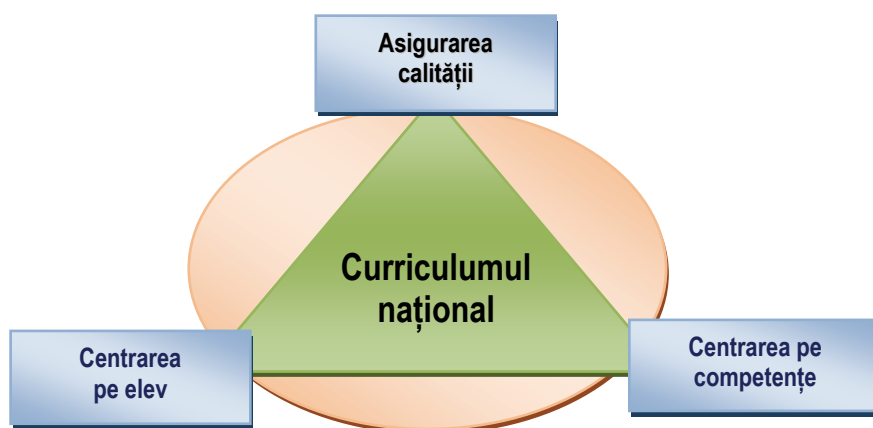 Asigurarea
calității
Curriculumul
național
Centrarea
pe elev
Centrarea pe
competențe